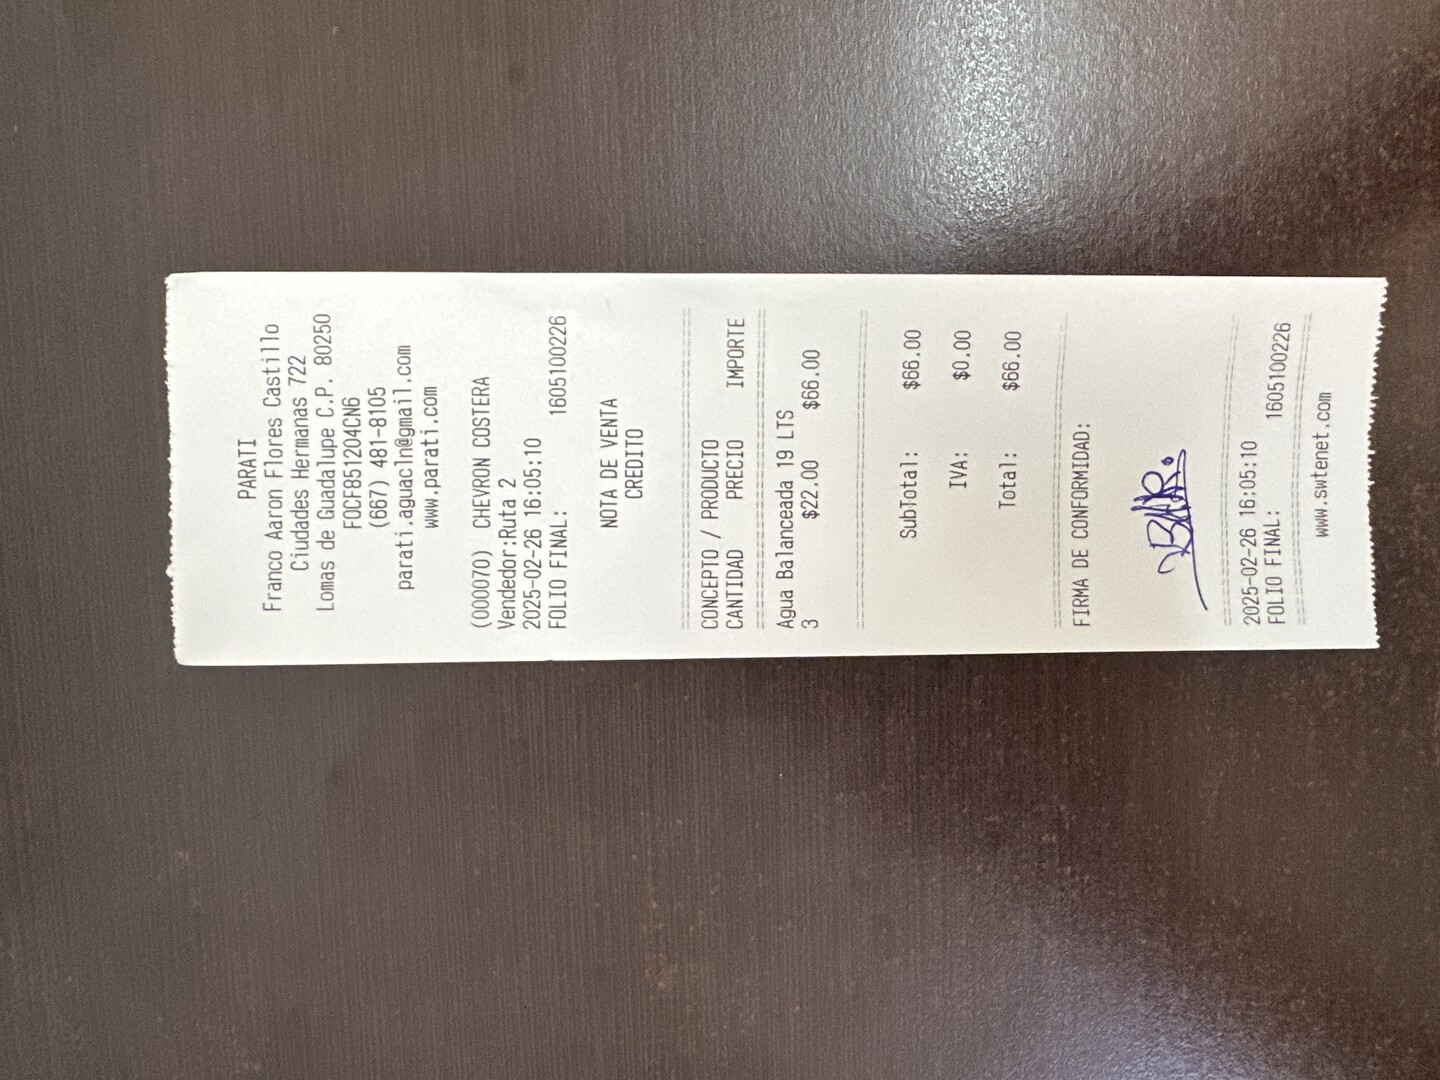 PARATI
Franco Aaron Flores Castillo
Ciudades Hermanas 722
Lomas de Guadalupe C.P. 80250
FOCF851204CN6
(667) 481-8105
parati.aguacln@gmail.com
www.parati.com
(000070) CHEVRON COSTERA
Vendedor:Ruta 2
2025-02-26 16:05:10
FOLIO FINAL: 1605100226
NOTA DE VENTA
CREDITO
CONCEPTO / PRODUCTO
CANTIDAD PRECIO IMPORTE
Agua Balanceada 19 LTS
3 $22.00 $66.00
SubTotal: $66.00
IVA: $0.00
Total: $66.00
FIRMA DE CONFORMIDAD:
2025-02-26 16:05:10
FOLIO FINAL: 1605100226
www.swtenet.com